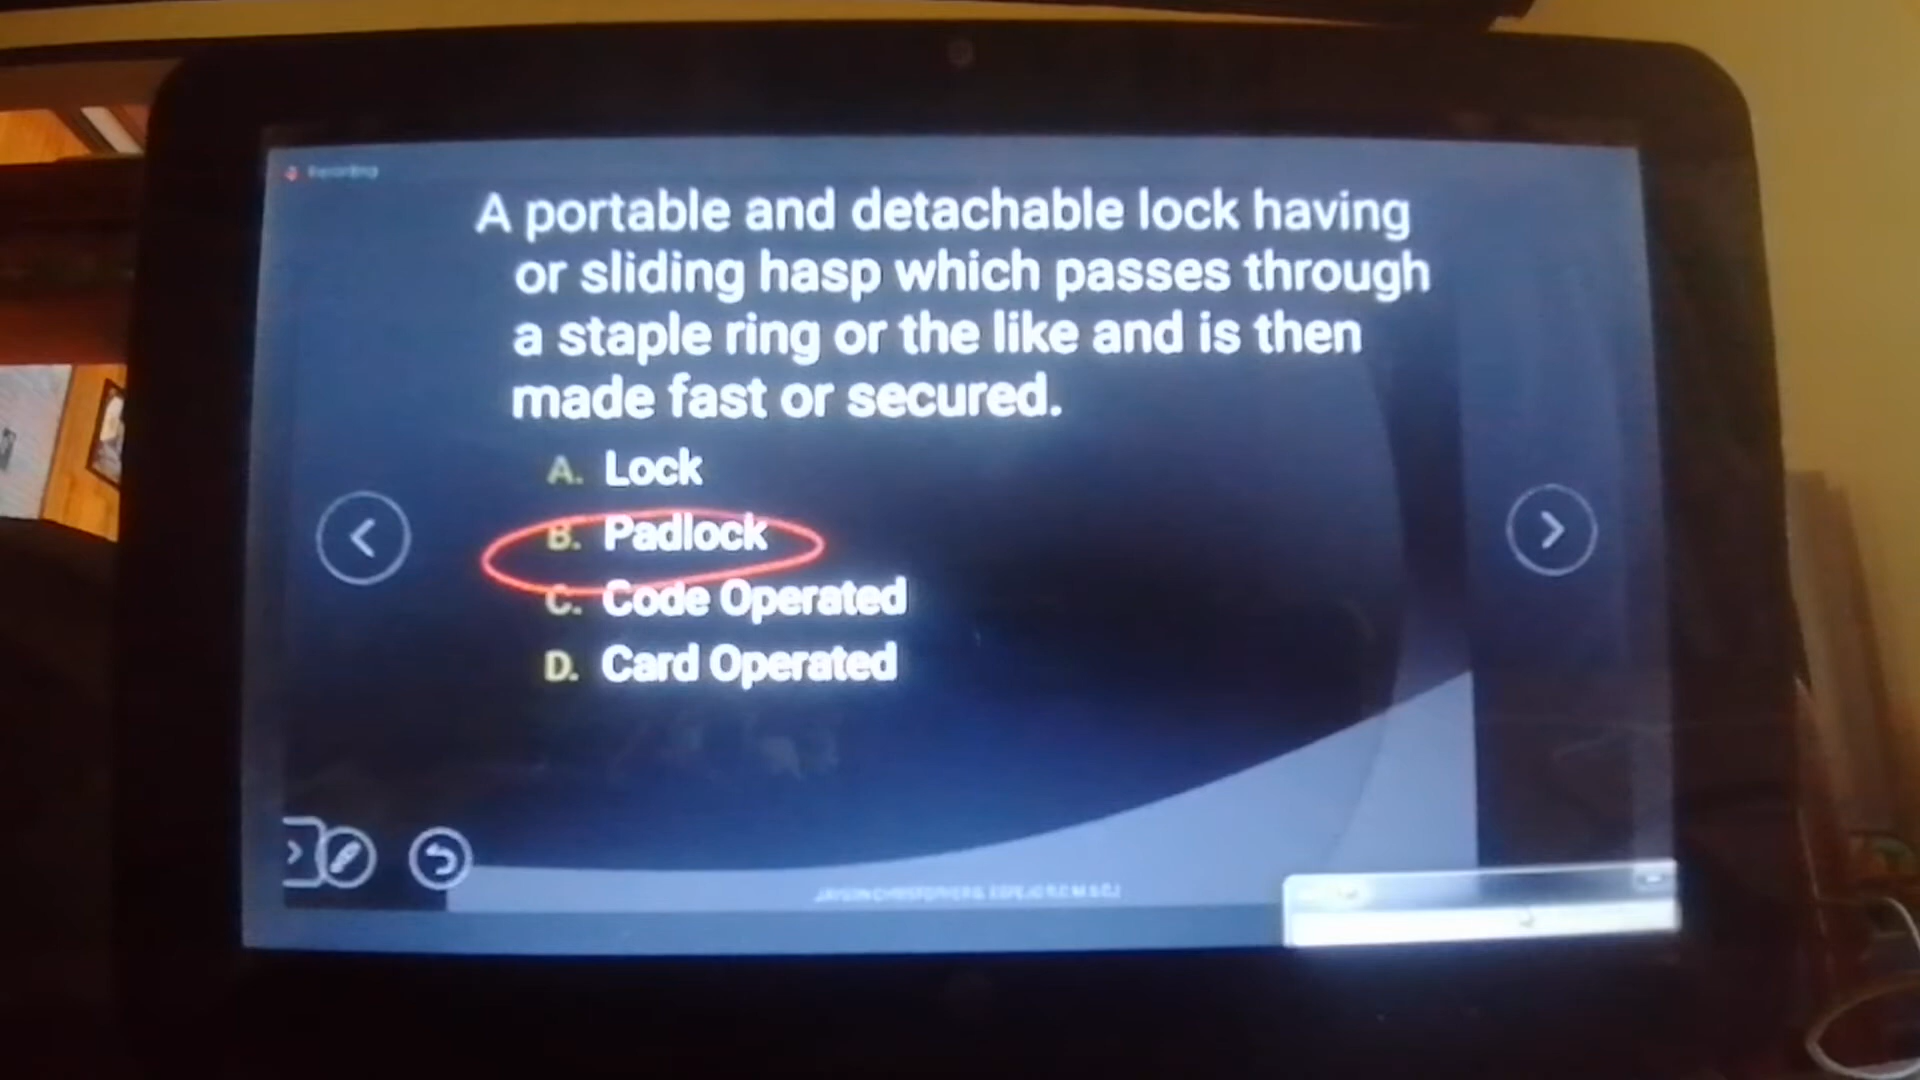 Recording
A portable and detachable lock having
or sliding hasp which passes through
a staple ring or the like and is then
made fast or secured.
A. Lock
B. Padlock
C. Code Operated
D. Card Operated